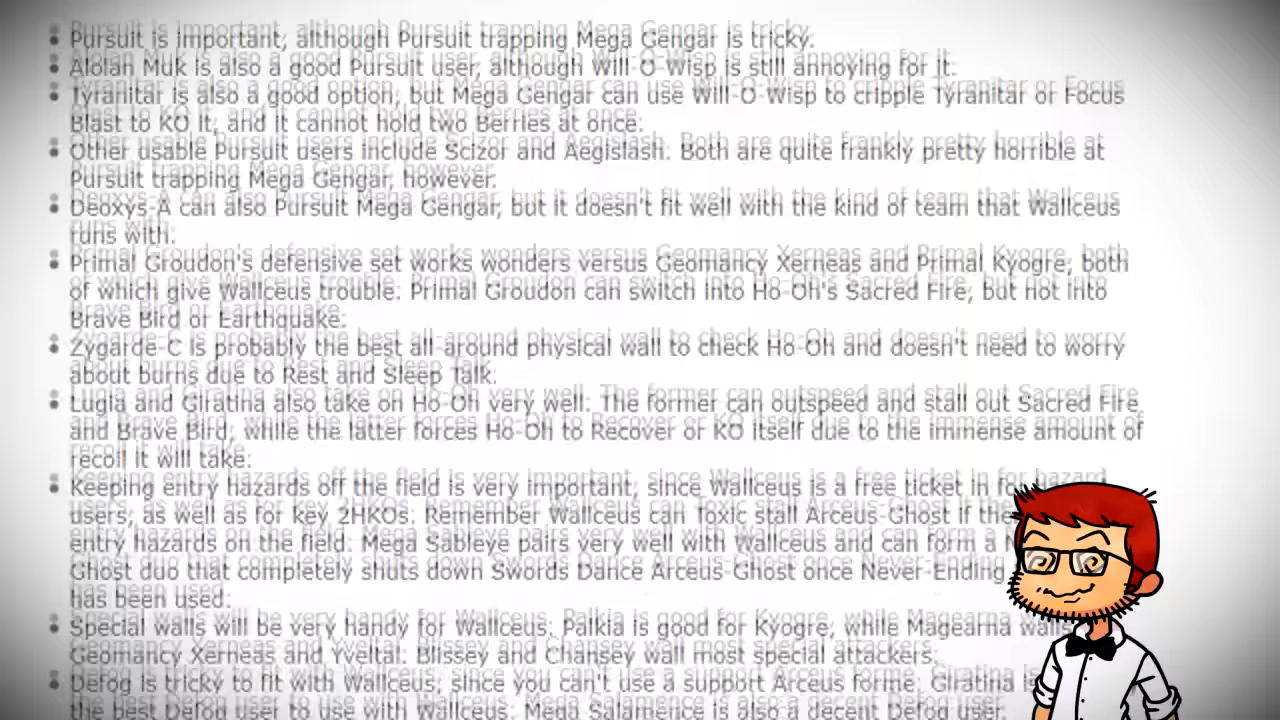 • Pursuit is important, although Pursuit trapping Mega Gengar is tricky.
• Alolan Muk is also a good Pursuit user, although Will-O-Wisp is still annoying for it.
• Tyranitar is also a good option, but Mega Gengar can use Will-O-Wisp to cripple Tyranitar or Focus
Blast to KO it, and it cannot hold two Berries at once.
• Other usable Pursuit users include Scizor and Aegislash. Both are quite frankly pretty horrible at
Pursuit trapping Mega Gengar, however.
• Deoxys-A can also Pursuit Mega Gengar, but it doesn't fit well with the kind of team that Wallceus
runs with.
• Primal Groudon's defensive set works wonders versus Geomancy Xerneas and Primal Kyogre, both
of which give Wallceus trouble. Primal Groudon can switch into Ho-Oh's Sacred Fire, but not into
Brave Bird or Earthquake.
• Zygarde-C is probably the best all-around physical wall to check Ho-Oh and doesn't need to worry
about burns due to Rest and Sleep Talk.
• Lugia and Giratina also take on Ho-Oh very well. The former can outspeed and stall out Sacred Fire
and Brave Bird, while the latter forces Ho-Oh to Recover or KO itself due to the immense amount of
recoil it will take.
• Keeping entry hazards off the field is very important, since Wallceus is a free ticket in for hazard
users, as well as for key 2HKOs. Remember Wallceus can Toxic stall Arceus-Ghost if the
entry hazards on the field. Mega Sableye pairs very well with Wallceus and can form a
Ghost duo that completely shuts down Swords Dance Arceus-Ghost once Never-Ending
has been used.
• Special walls will be very handy for Wallceus. Palkia is good for Kyogre, while Magearna walls
Geomancy Xerneas and Yveltal. Blissey and Chansey wall most special attackers.
• Defog is tricky to fit with Wallceus, since you can't use a support Arceus forme. Giratina is
the best Defog user to use with Wallceus. Mega Salamence is also a decent Defog user.